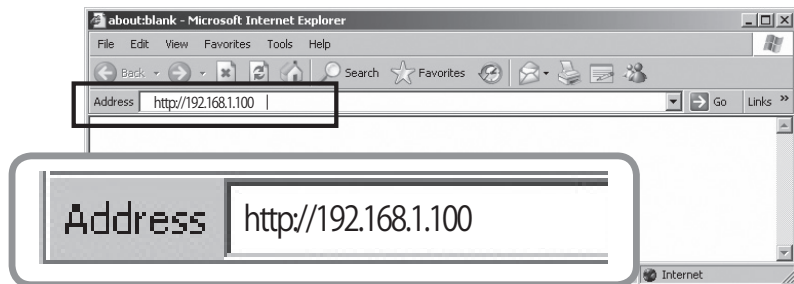 about:blank - Microsoft Internet Explorer
File Edit View Favorites Tools Help
Back Search Favorites
Address http://192.168.1.100 Go Links »
Address http://192.168.1.100
Internet